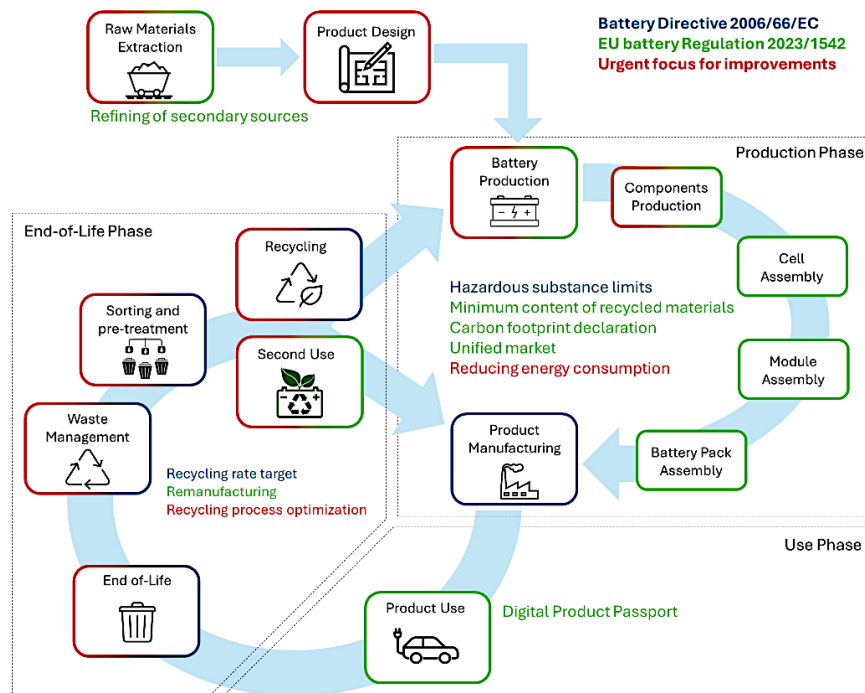 Battery Directive 2006/66/EC
EU battery Regulation 2023/1542
Urgent focus for improvements
Raw Materials
Extraction
Product Design
Refining of secondary sources
Production Phase
Battery
Production
Components
Production
Cell
Assembly
Module
Assembly
Battery Pack
Assembly
Product
Manufacturing
Hazardous substance limits
Minimum content of recycled materials
Carbon footprint declaration
Unified market
Reducing energy consumption
End-of-Life Phase
Recycling
Sorting and
pre-treatment
Second Use
Waste
Management
Recycling rate target
Remanufacturing
Recycling process optimization
End of-Life
Use Phase
Product Use
Digital Product Passport